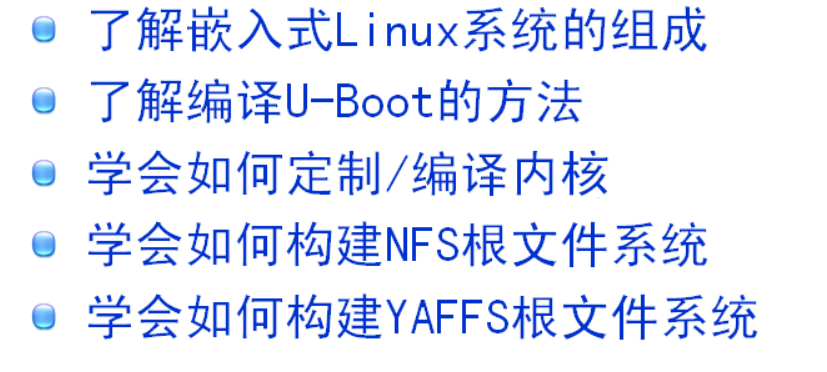 了解嵌入式Linux系统的组成
了解编译U-Boot的方法
学会如何定制/编译内核
学会如何构建NFS根文件系统
学会如何构建YAFFS根文件系统